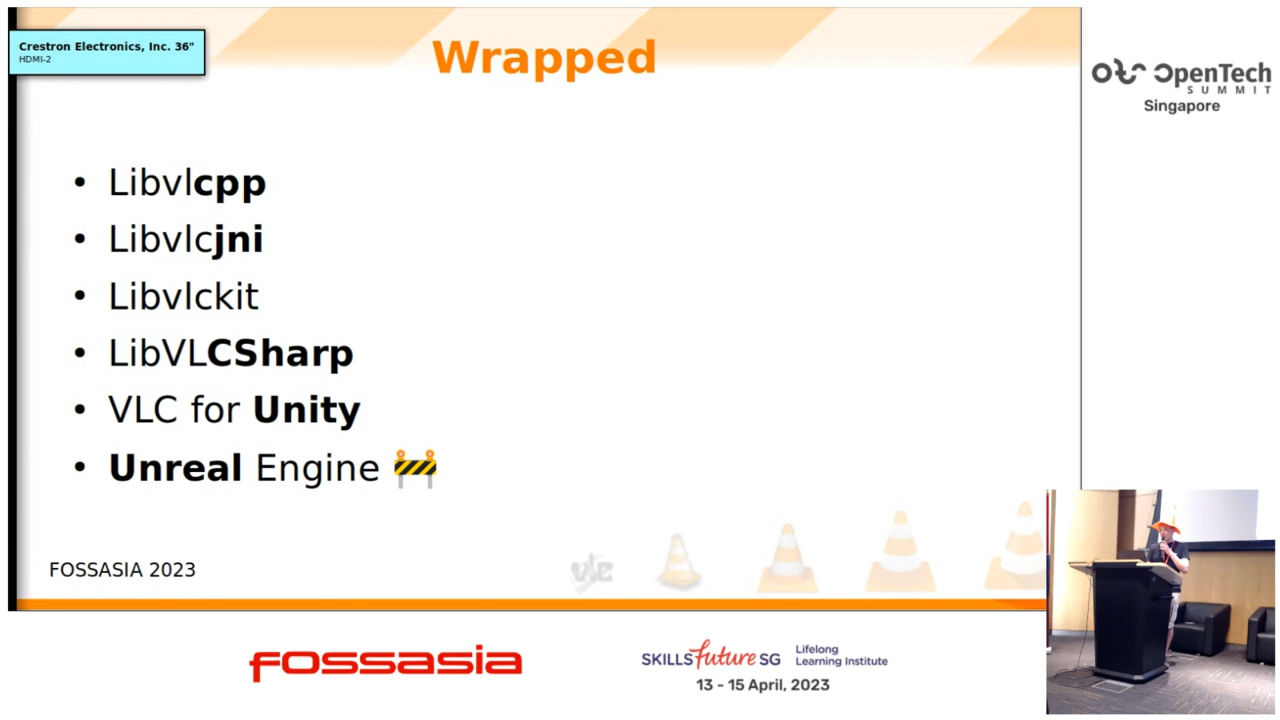 Crestron Electronics, Inc. 36"
HDMI-2
Wrapped
• Libvlcpp
• Libvlcjni
• Libvlckit
• LibVLCSharp
• VLC for Unity
• Unreal Engine 🚧
FOSSASIA 2023
vlc
OpenTech
SUMMIT
Singapore
FOSSASIA
SKILLSfuture SG
Lifelong
Learning Institute
13 - 15 April, 2023